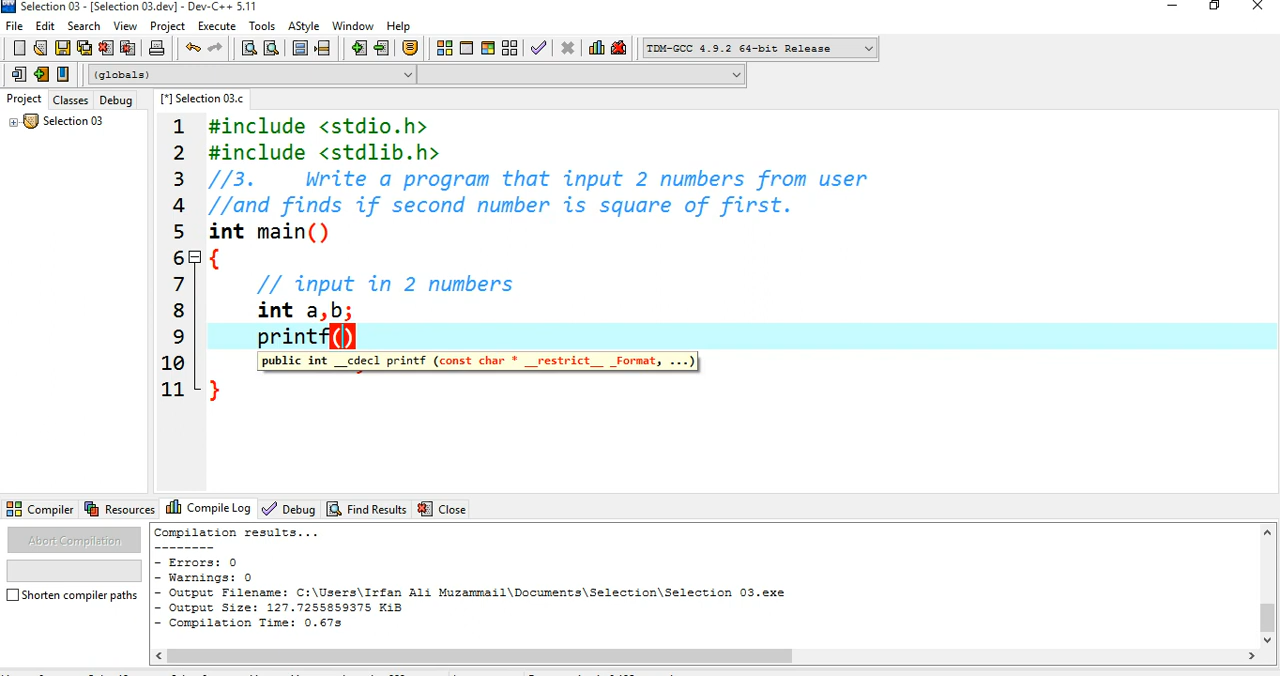 Selection 03 - [Selection 03.dev] - Dev-C++ 5.11
File Edit Search View Project Execute Tools AStyle Window Help
TDM-GCC 4.9.2 64-bit Release
(globals)
Project Classes Debug [*] Selection 03.c
Selection 03
1 #include <stdio.h>
2 #include <stdlib.h>
3 //3. Write a program that input 2 numbers from user
4 //and finds if second number is square of first.
5 int main()
6 {
7 // input in 2 numbers
8 int a,b;
9 printf()
public int __cdecl printf (const char * __restrict__ _Format, ...)
10
11 }
Compiler Resources Compile Log Debug Find Results Close
Abort Compilation
Shorten compiler paths
Compilation results...
--------
- Errors: 0
- Warnings: 0
- Output Filename: C:\Users\Irfan Ali Muzammail\Documents\Selection\Selection 03.exe
- Output Size: 127.7255859375 KiB
- Compilation Time: 0.67s